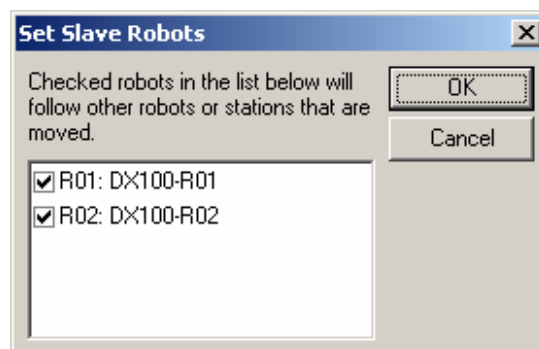 Set Slave Robots
Checked robots in the list below will
follow other robots or stations that are
moved.
OK
Cancel
R01: DX100-R01
R02: DX100-R02